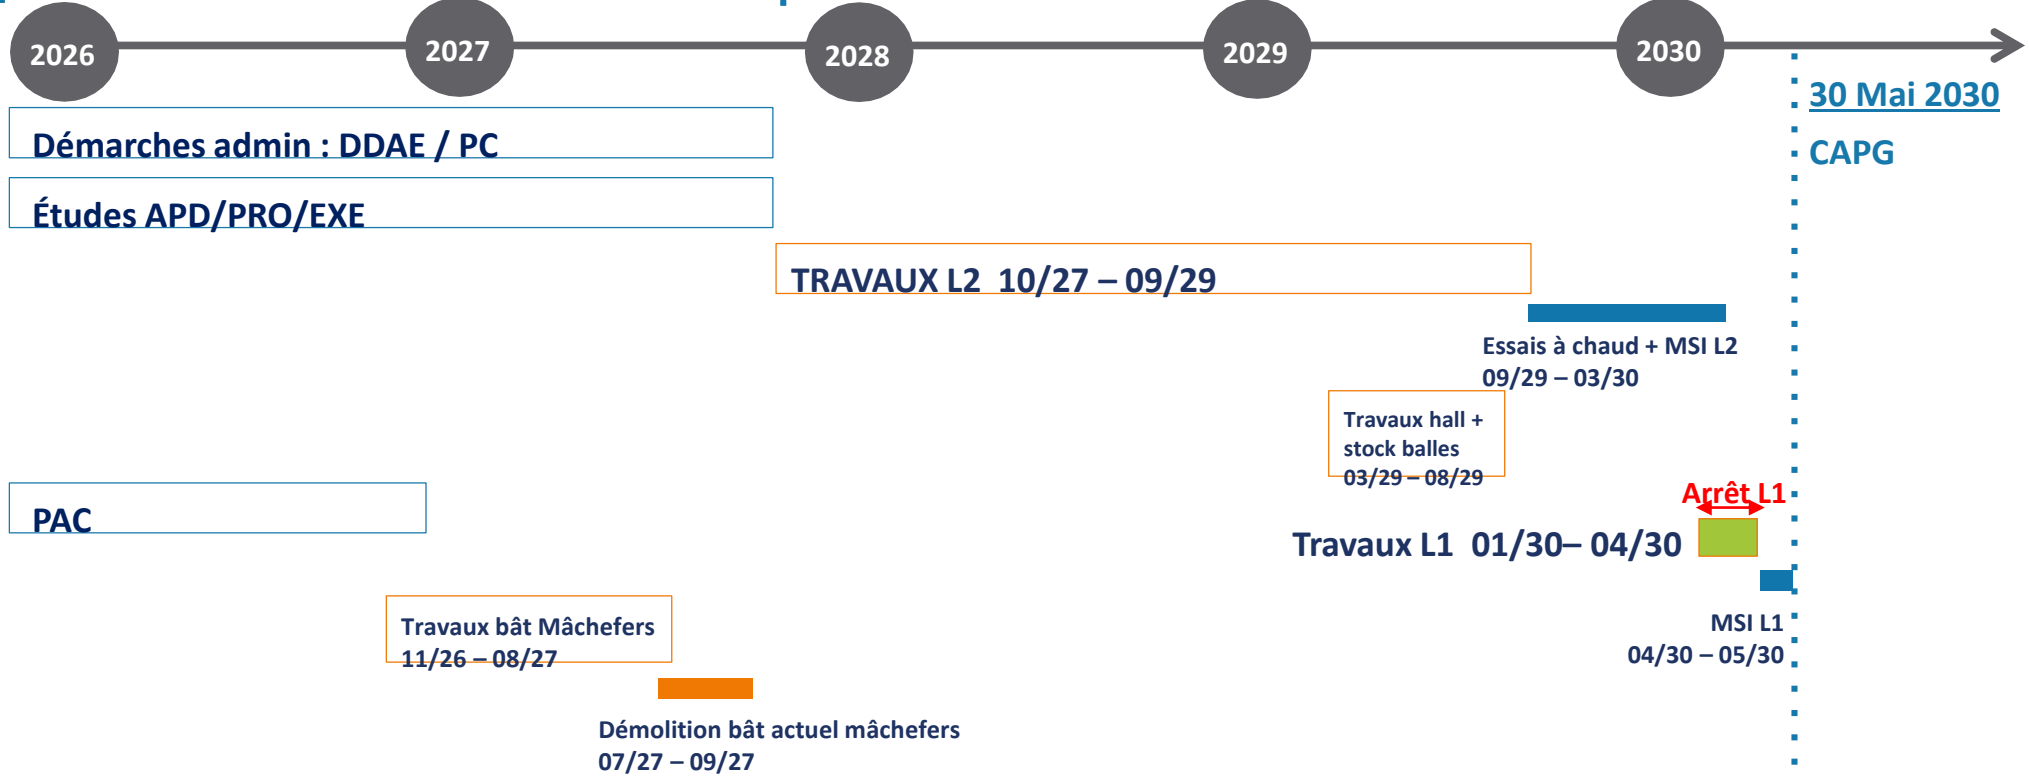 2026
2027
2028
2029
2030
30 Mai 2030
CAPG
Démarches admin : DDAE / PC
Études APD/PRO/EXE
TRAVAUX L2 10/27 – 09/29
Essais à chaud + MSI L2
09/29 – 03/30
Travaux hall +
stock balles
03/29 – 08/29
PAC
Arrêt L1
Travaux L1 01/30– 04/30
Travaux bât Mâchefers
11/26 – 08/27
MSI L1
04/30 – 05/30
Démolition bât actuel mâchefers
07/27 – 09/27